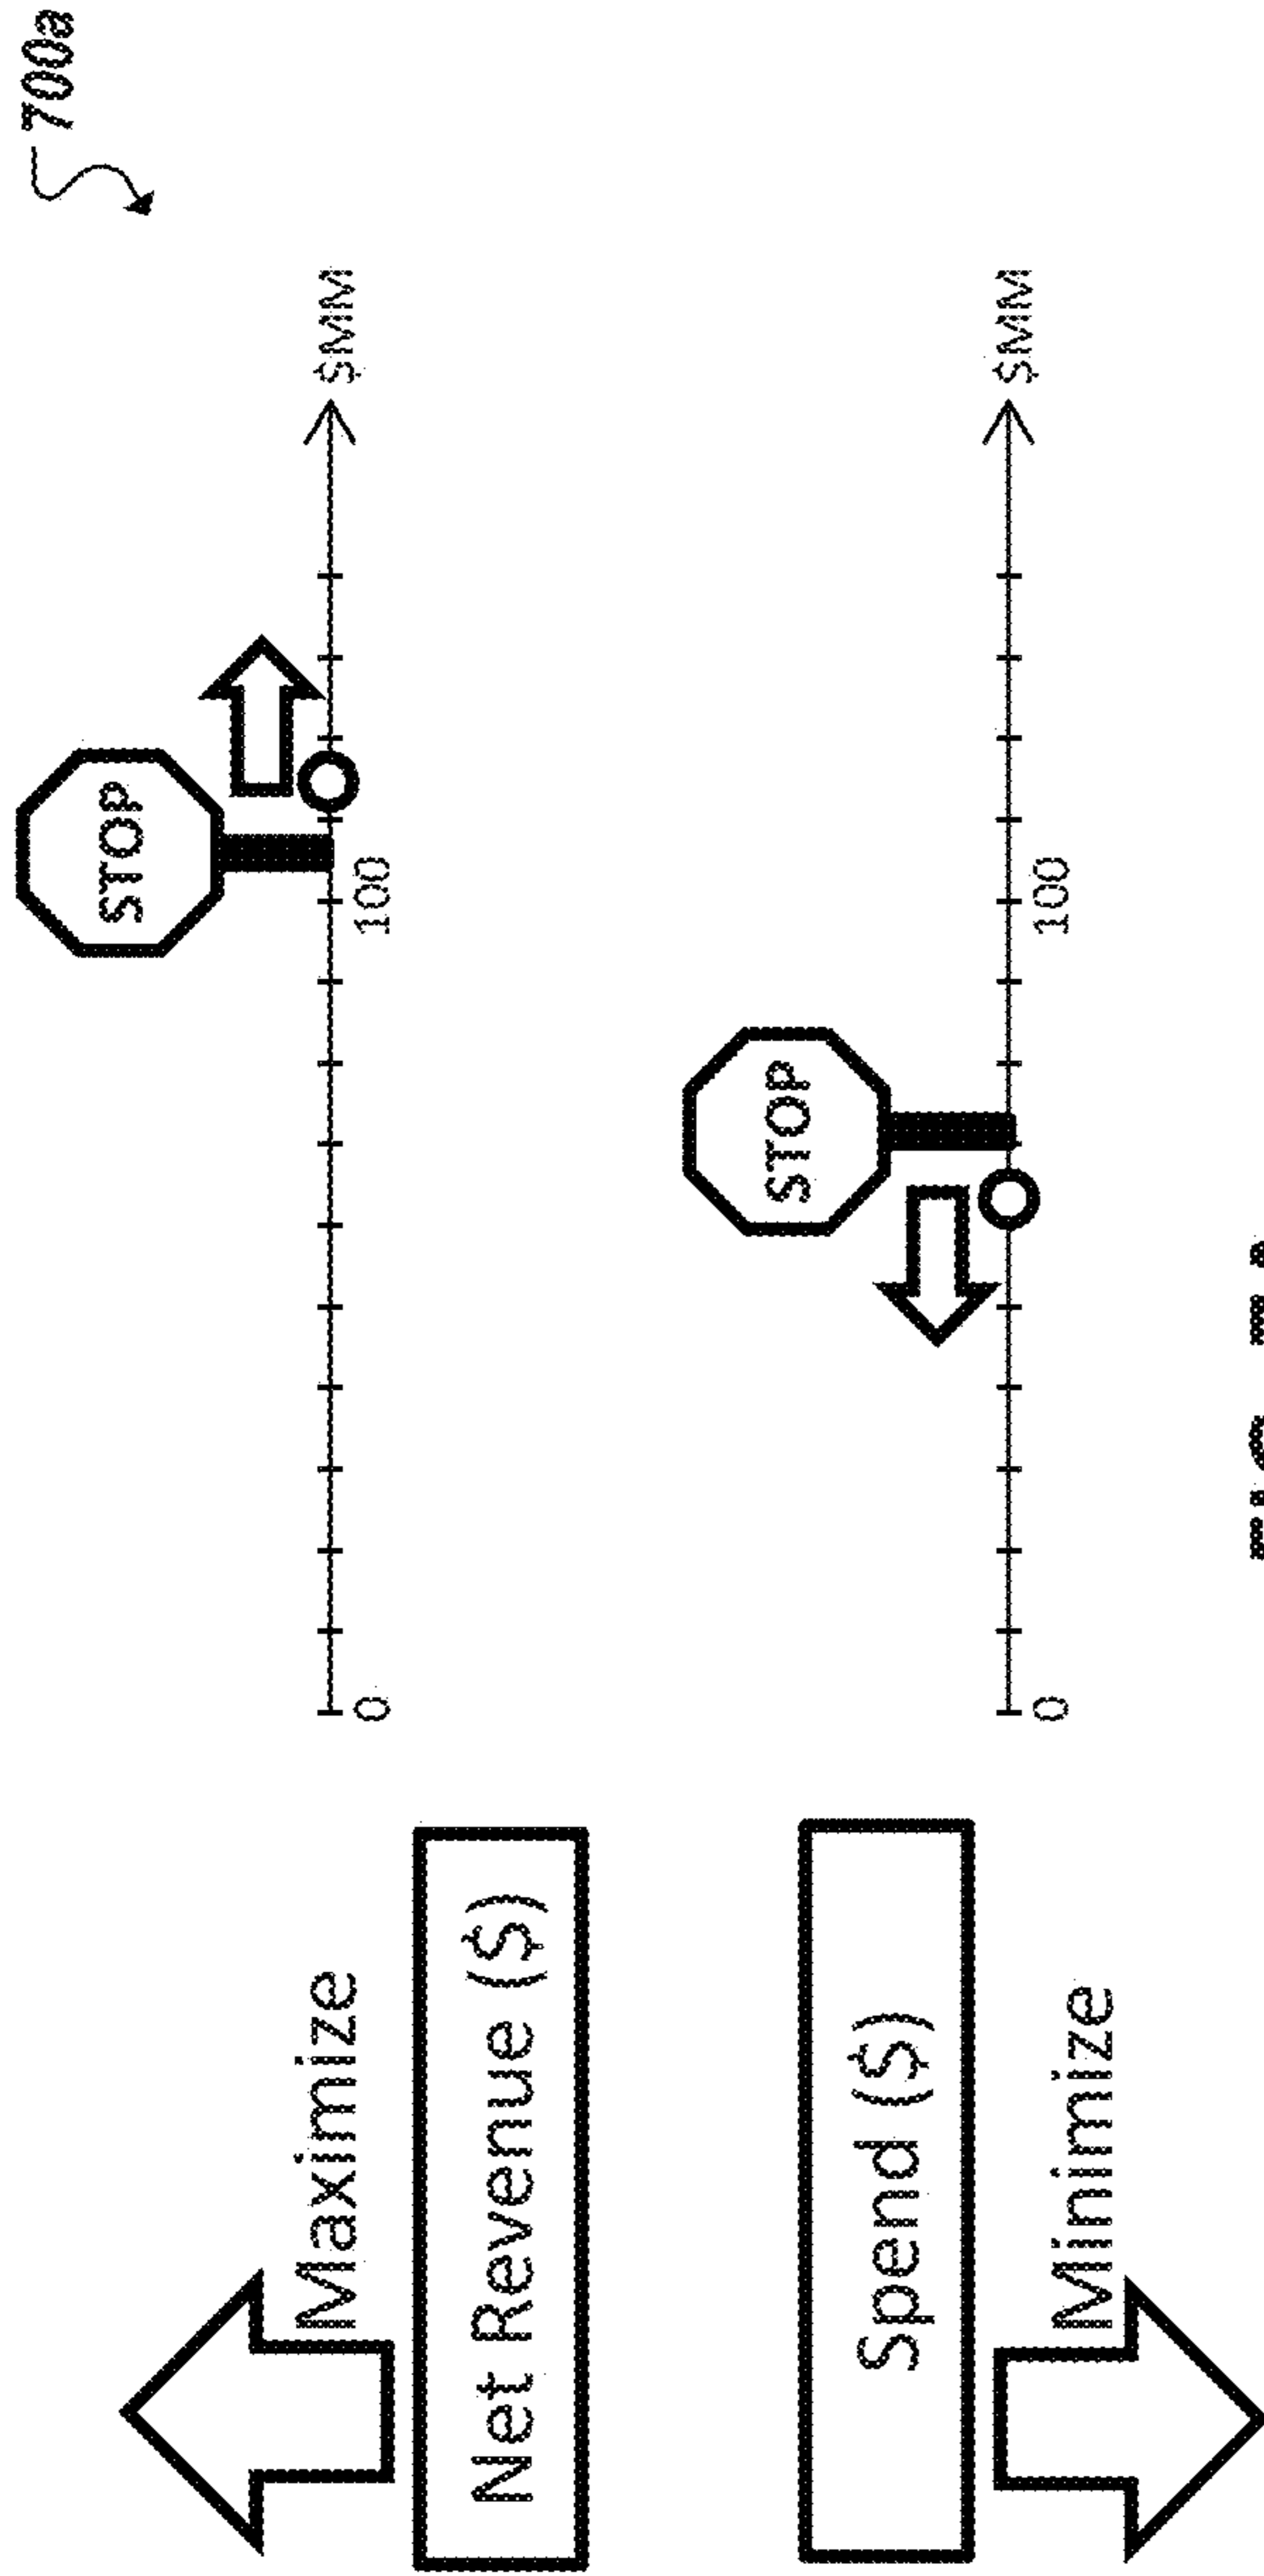 700a
Maximize
Net Revenue ($)
STOP
0
100
$MM
Spend ($)
Minimize
STOP
0
100
$MM